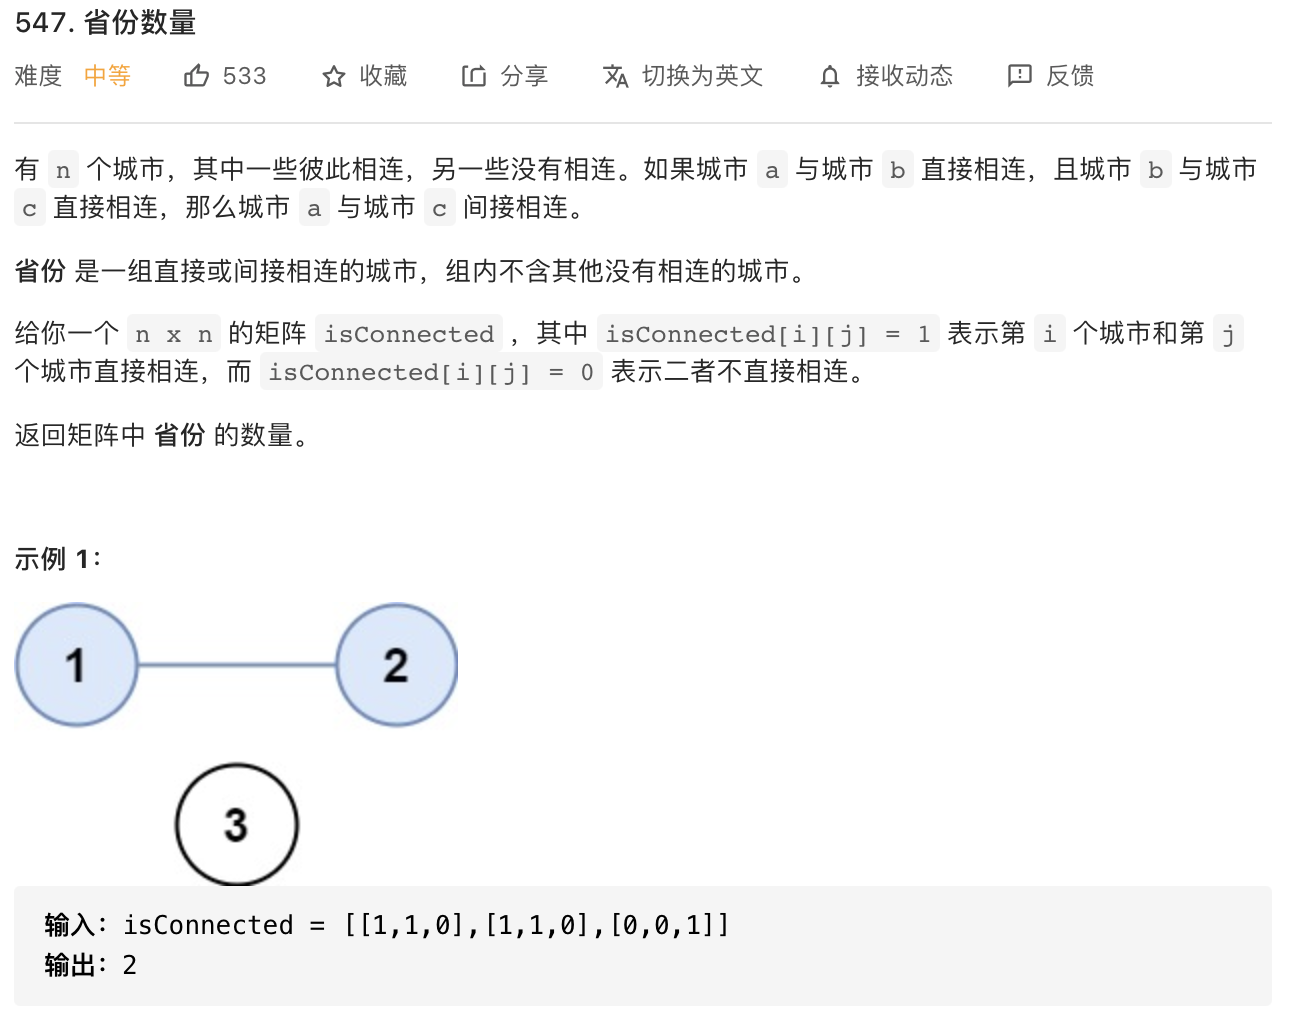 547. 省份数量
难度 中等 533 收藏 分享 切换为英文 接收动态 反馈
有 n 个城市，其中一些彼此相连，另一些没有相连。如果城市 a 与城市 b 直接相连，且城市 b 与城市
c 直接相连，那么城市 a 与城市 c 间接相连。
省份 是一组直接或间接相连的城市，组内不含其他没有相连的城市。
给你一个 n x n 的矩阵 isConnected ，其中 isConnected[i][j] = 1 表示第 i 个城市和第 j
个城市直接相连，而 isConnected[i][j] = 0 表示二者不直接相连。
返回矩阵中 省份 的数量。
示例 1：
1 2
3
输入：isConnected = [[1,1,0],[1,1,0],[0,0,1]]
输出：2